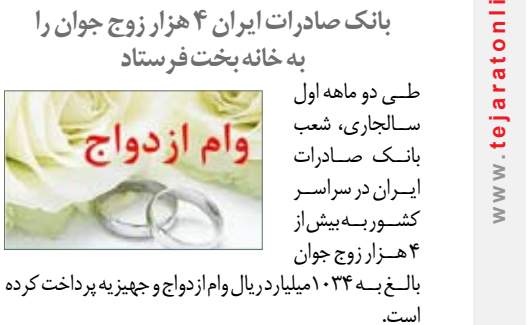 بانک صادرات ایران ۴ هزار زوج جوان را
به خانه بخت فرستاد
طی دو ماهه اول
سالجاری، شعب
بانک صادرات
ایران در سراسر
کشور به بیش از
۴ هزار زوج جوان
بالغ به ۱۰۳۴ میلیارد ریال وام ازدواج و جهیزیه پرداخت کرده
است.
وام ازدواج
www.tejaratonli